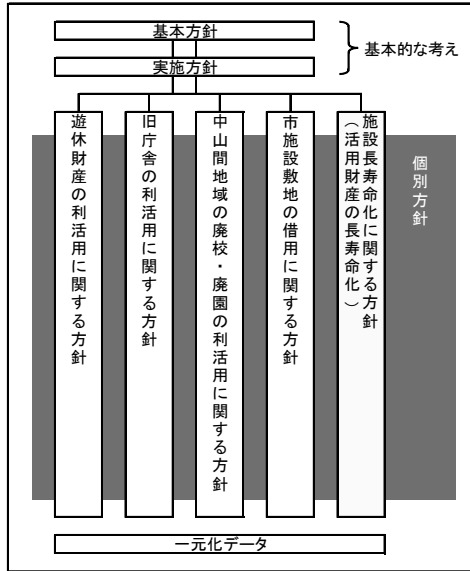 基本方針
実施方針
基本的な考え
遊休財産の利活用に関する方針
旧庁舎の利活用に関する方針
中山間地域の廃校・廃園の利活用に関する方針
市施設敷地の借用に関する方針
施設長寿命化に関する方針
（活用財産の長寿命化）
個別方針
一元化データ